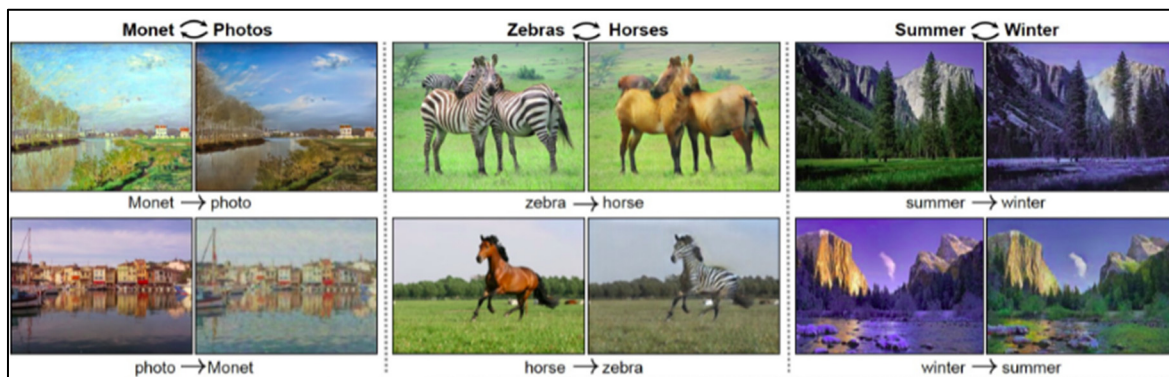 Monet ⇄ Photos
Zebras ⇄ Horses
Summer ⇄ Winter
Monet → photo
zebra → horse
summer → winter
photo → Monet
horse → zebra
winter → summer